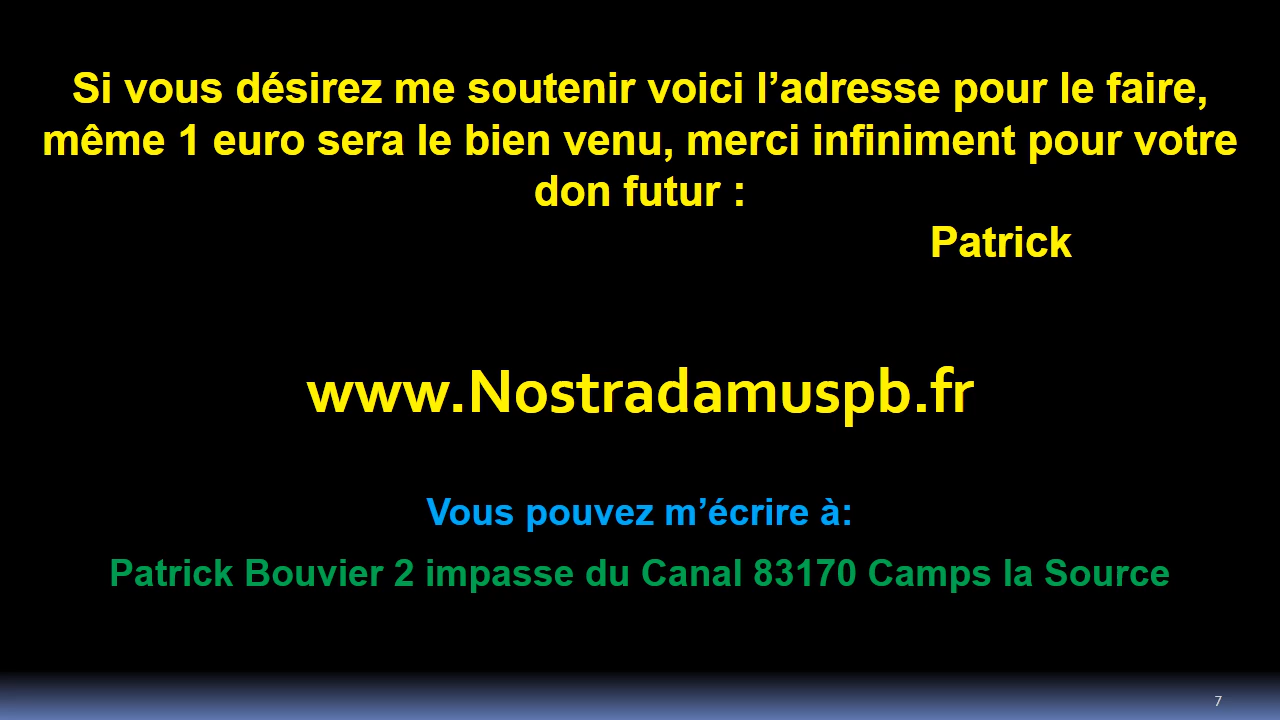 Si vous désirez me soutenir voici l’adresse pour le faire,
même 1 euro sera le bien venu, merci infiniment pour votre
don futur :
Patrick
www.Nostradamuspb.fr
Vous pouvez m’écrire à:
Patrick Bouvier 2 impasse du Canal 83170 Camps la Source
7